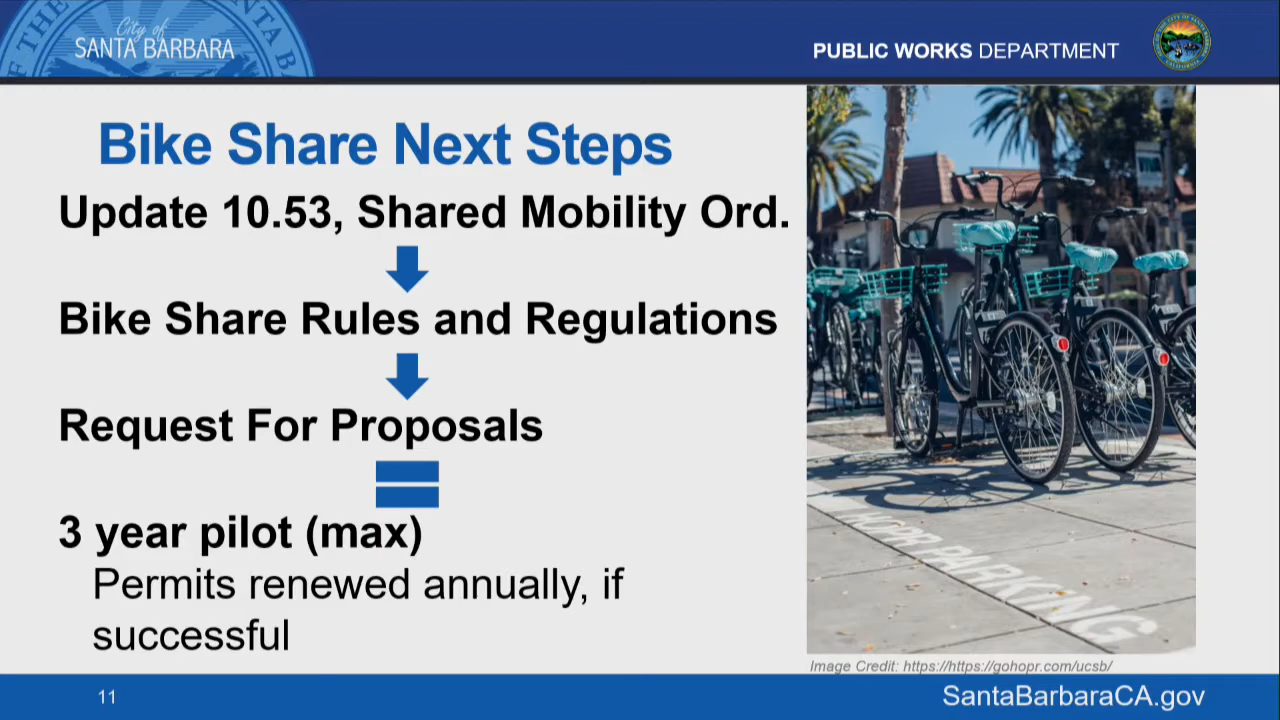 City of
SANTA BARBARA
PUBLIC WORKS DEPARTMENT
Bike Share Next Steps
Update 10.53, Shared Mobility Ord.
Bike Share Rules and Regulations
Request For Proposals
3 year pilot (max)
Permits renewed annually, if
successful
HOPR PARKING
Image Credit: https://https://gohopr.com/ucsb/
11
SantaBarbaraCA.gov